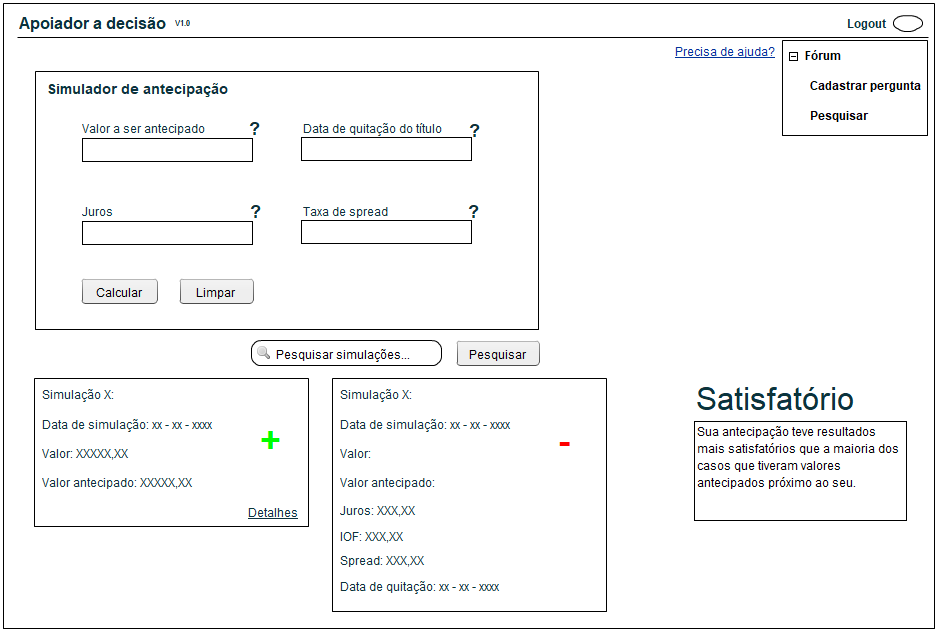 Apoiador a decisão V1.0
Logout
Precisa de ajuda?
Fórum
Cadastrar pergunta
Pesquisar
Simulador de antecipação
Valor a ser antecipado ?
Data de quitação do título ?
Juros ?
Taxa de spread ?
Calcular
Limpar
Pesquisar simulações...
Pesquisar
Simulação X:
Data de simulação: xx - xx - xxxx
+
Valor: XXXXX,XX
Valor antecipado: XXXXX,XX
Detalhes
Simulação X:
Data de simulação: xx - xx - xxxx
-
Valor:
Valor antecipado:
Juros: XXX,XX
IOF: XXX,XX
Spread: XXX,XX
Data de quitação: xx - xx - xxxx
Satisfatório
Sua antecipação teve resultados
mais satisfatórios que a maioria dos
casos que tiveram valores
antecipados próximo ao seu.